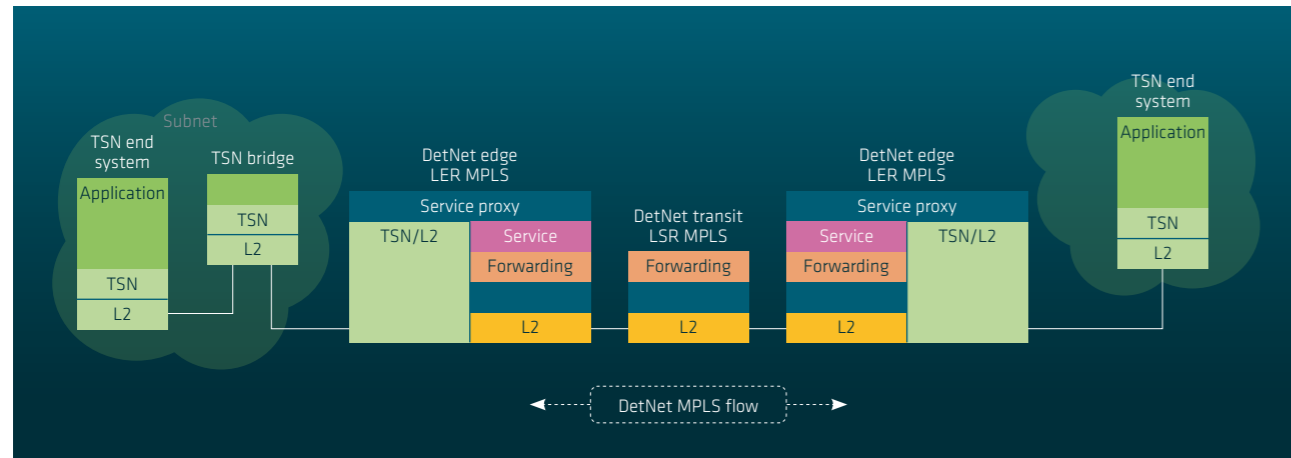 Subnet
TSN end
system
Application
TSN
L2
TSN bridge
TSN
L2
DetNet edge
LER MPLS
Service proxy
TSN/L2
Service
Forwarding
L2
DetNet transit
LSR MPLS
Forwarding
L2
DetNet edge
LER MPLS
Service proxy
Service
TSN/L2
Forwarding
L2
TSN end
system
Application
TSN
L2
DetNet MPLS flow